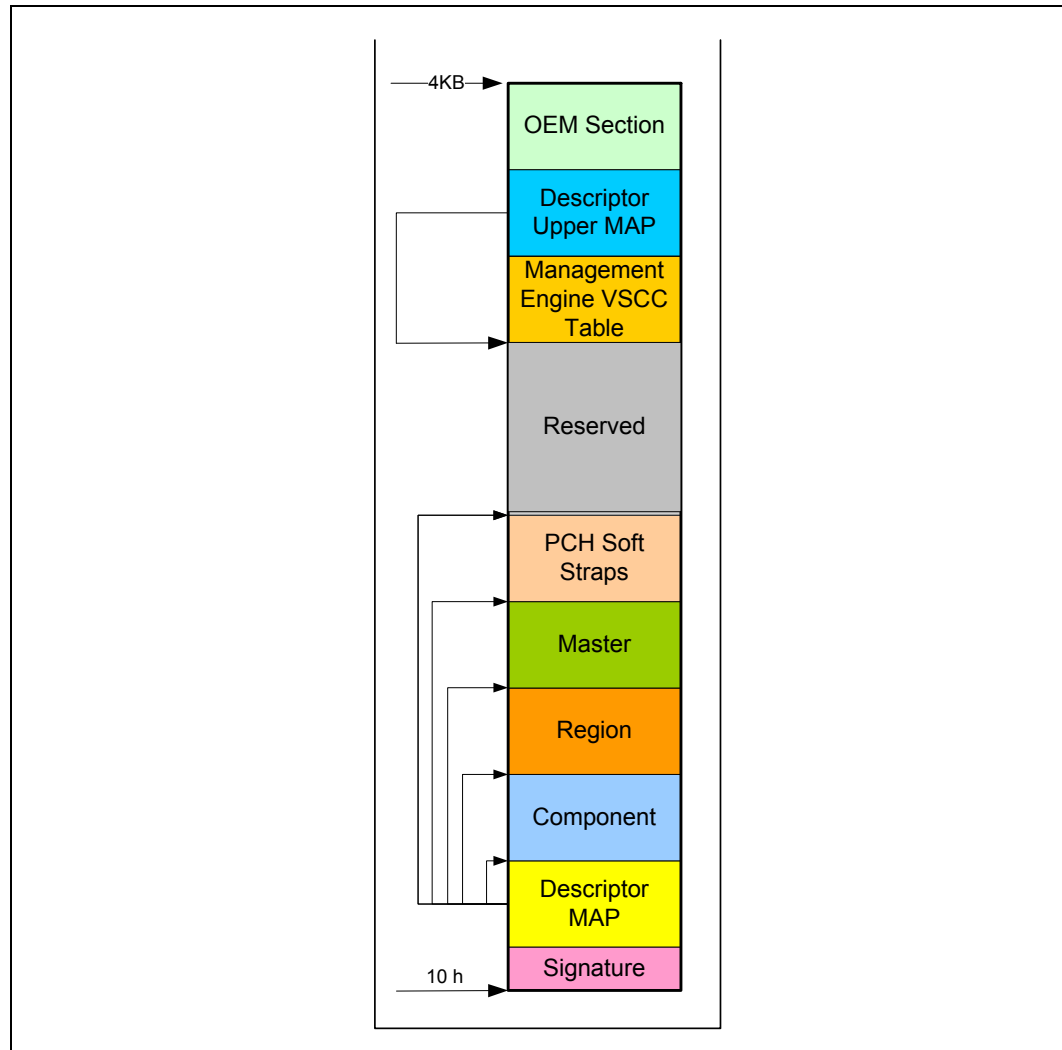 4KB
OEM Section
Descriptor
Upper MAP
Management
Engine VSCC
Table
Reserved
PCH Soft
Straps
Master
Region
Component
Descriptor
MAP
Signature
10 h